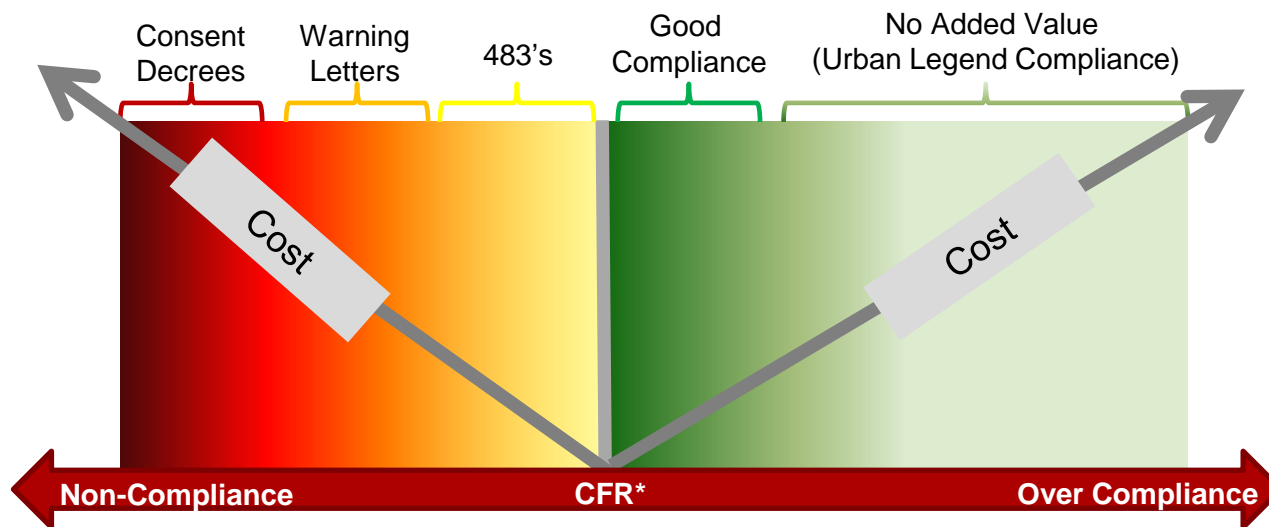 Consent
Decrees
Warning
Letters
483's
Good
Compliance
No Added Value
(Urban Legend Compliance)
Cost
Cost
Non-Compliance
CFR*
Over Compliance